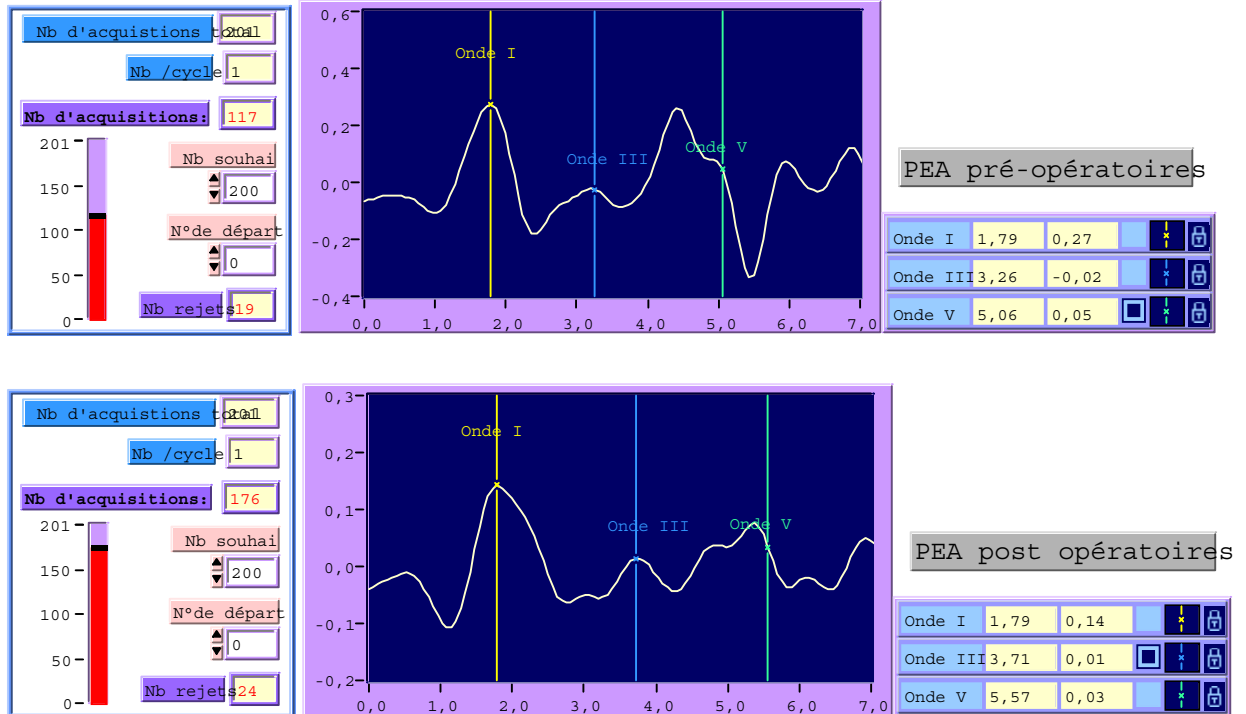 Nb d'acquistions total 201
Nb /cycle 1
Nb d'acquisitions: 117
201
150
100
50
0
Nb souhai
200
N°de départ
0
Nb rejets 19
0,6
0,4
0,2
0,0
-0,2
-0,4
Onde I
Onde III
Onde V
0,0 1,0 2,0 3,0 4,0 5,0 6,0 7,0
PEA pré-opératoires
Onde I 1,79 0,27
Onde III 3,26 -0,02
Onde V 5,06 0,05
Nb d'acquistions total 201
Nb /cycle 1
Nb d'acquisitions: 176
201
150
100
50
0
Nb souhai
200
N°de départ
0
Nb rejets 24
0,3
0,2
0,1
0,0
-0,1
-0,2
Onde I
Onde III
Onde V
0,0 1,0 2,0 3,0 4,0 5,0 6,0 7,0
PEA post opératoires
Onde I 1,79 0,14
Onde III 3,71 0,01
Onde V 5,57 0,03